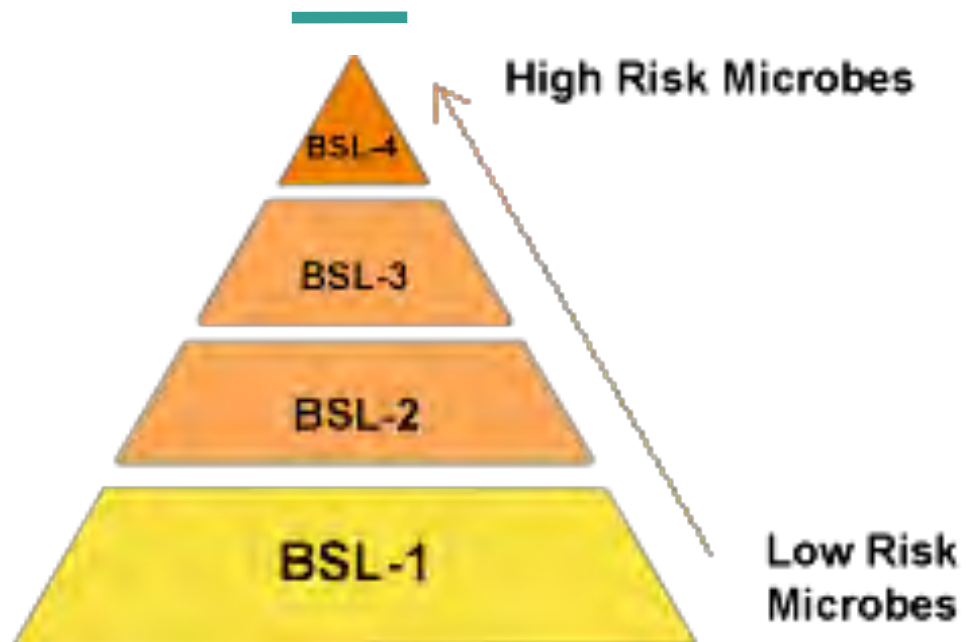 High Risk Microbes
BSL-4
BSL-3
BSL-2
BSL-1
Low Risk
Microbes